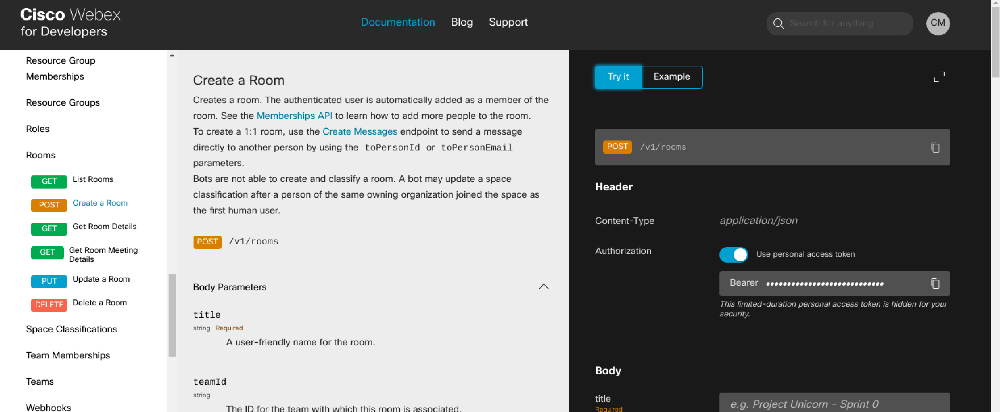 Cisco Webex
for Developers
Documentation
Blog
Support
Search for anything
CM
Resource Group
Memberships
Resource Groups
Roles
Rooms
GET List Rooms
POST Create a Room
GET Get Room Details
GET Get Room Meeting
Details
PUT Update a Room
DELETE Delete a Room
Space Classifications
Team Memberships
Teams
Webhooks
Create a Room
Creates a room. The authenticated user is automatically added as a member of the
room. See the Memberships API to learn how to add more people to the room.
To create a 1:1 room, use the Create Messages endpoint to send a message
directly to another person by using the toPersonId or toPersonEmail
parameters.
Bots are not able to create and classify a room. A bot may update a space
classification after a person of the same owning organization joined the space as
the first human user.
POST /v1/rooms
Body Parameters
title
string Required
A user-friendly name for the room.
teamId
string
The ID for the team with which this room is associated.
Try it
Example
POST /v1/rooms
Header
Content-Type application/json
Authorization Use personal access token
Bearer ••••••••••••••••••••••••••••
This limited-duration personal access token is hidden for your
security.
Body
title
Required
e.g. Project Unicorn - Sprint 0